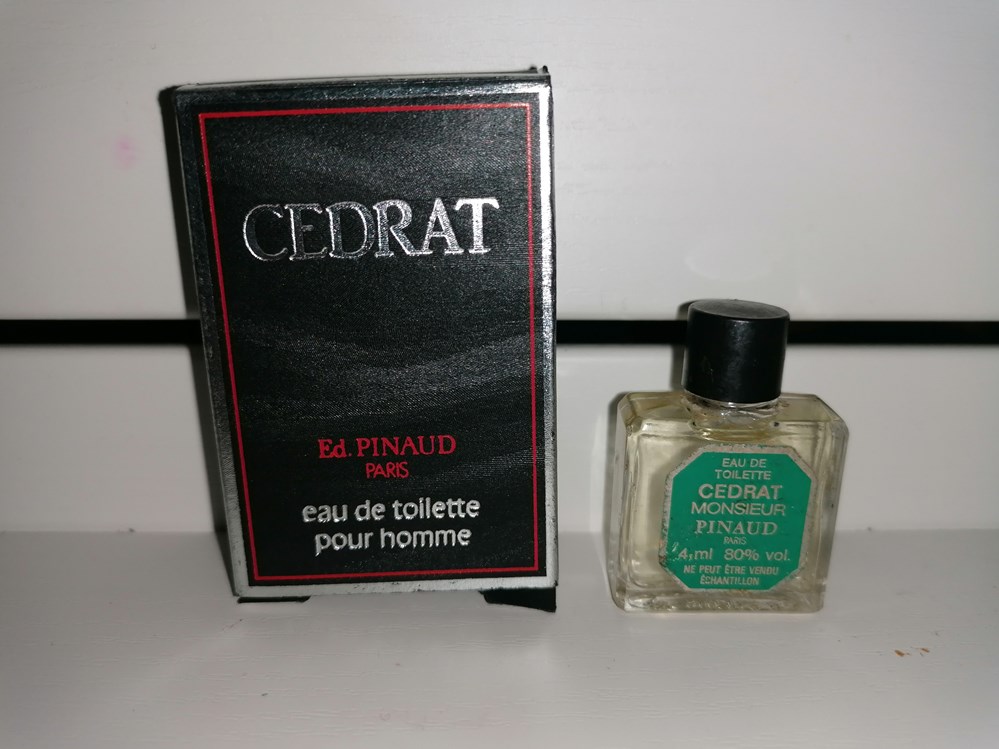 CEDRAT
Ed. PINAUD
PARIS
eau de toilette
pour homme
EAU DE
TOILETTE
CEDRAT
MONSIEUR
PINAUD
PARIS
4,ml 80% vol.
NE PEUT ÊTRE VENDU
ÉCHANTILLON